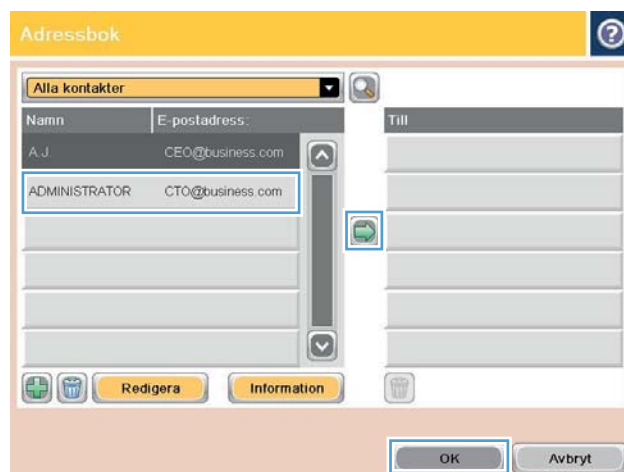 Adressbok
Alla kontakter
Namn E-postadress: Till
A.J. CEO@business.com
ADMINISTRATOR CTO@business.com
Redigera Information
OK Avbryt